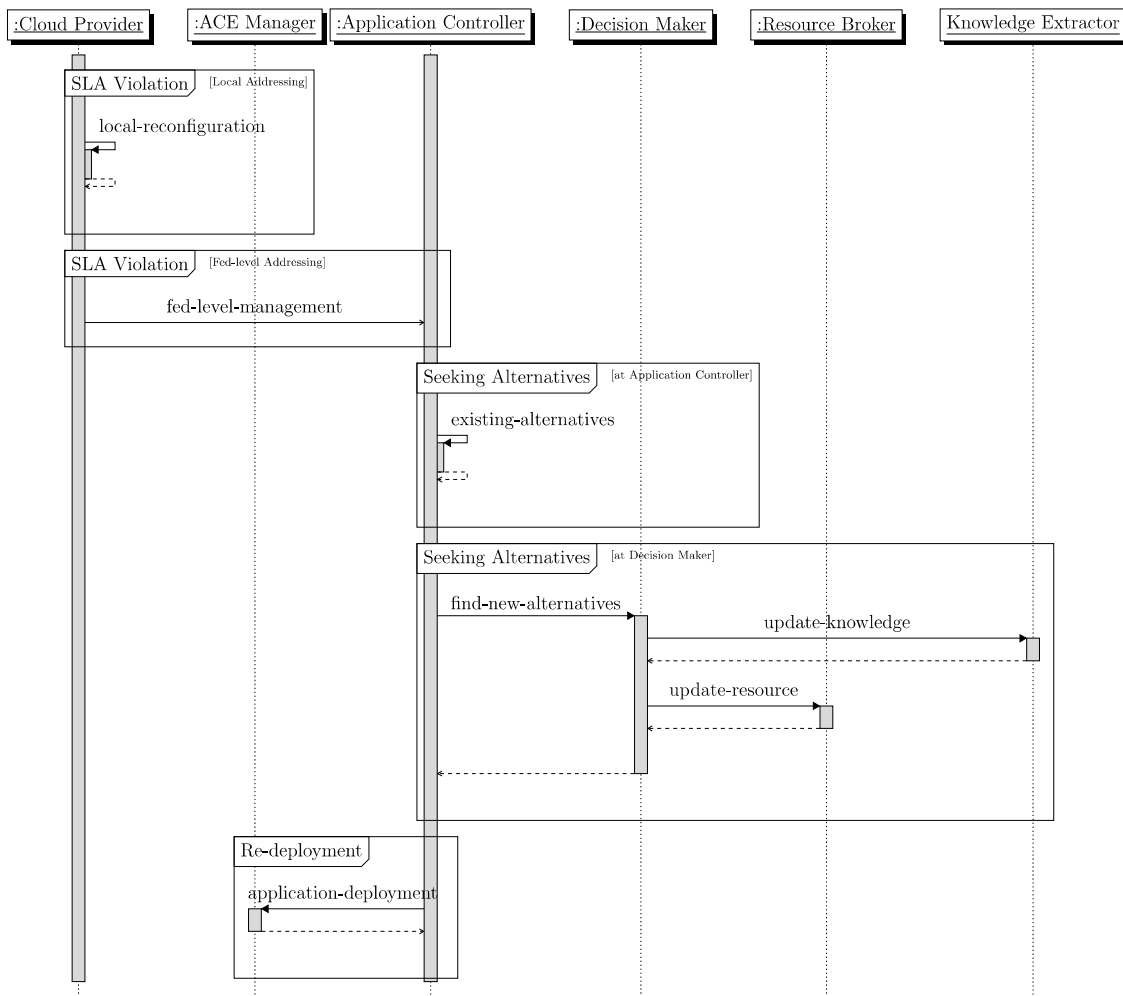 :Cloud Provider
:ACE Manager
:Application Controller
:Decision Maker
:Resource Broker
Knowledge Extractor
SLA Violation
[Local Addressing]
local-reconfiguration
SLA Violation
[Fed-level Addressing]
fed-level-management
Seeking Alternatives
[at Application Controller]
existing-alternatives
Seeking Alternatives
[at Decision Maker]
find-new-alternatives
update-knowledge
update-resource
Re-deployment
application-deployment